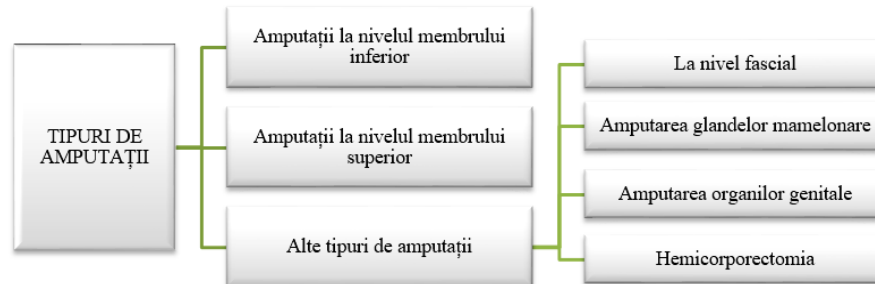 TIPURI DE
AMPUTAȚII
Amputații la nivelul membrului
inferior
Amputații la nivelul membrului
superior
Alte tipuri de amputații
La nivel fascial
Amputarea glandelor mamelonare
Amputarea organilor genitale
Hemicorporectomia